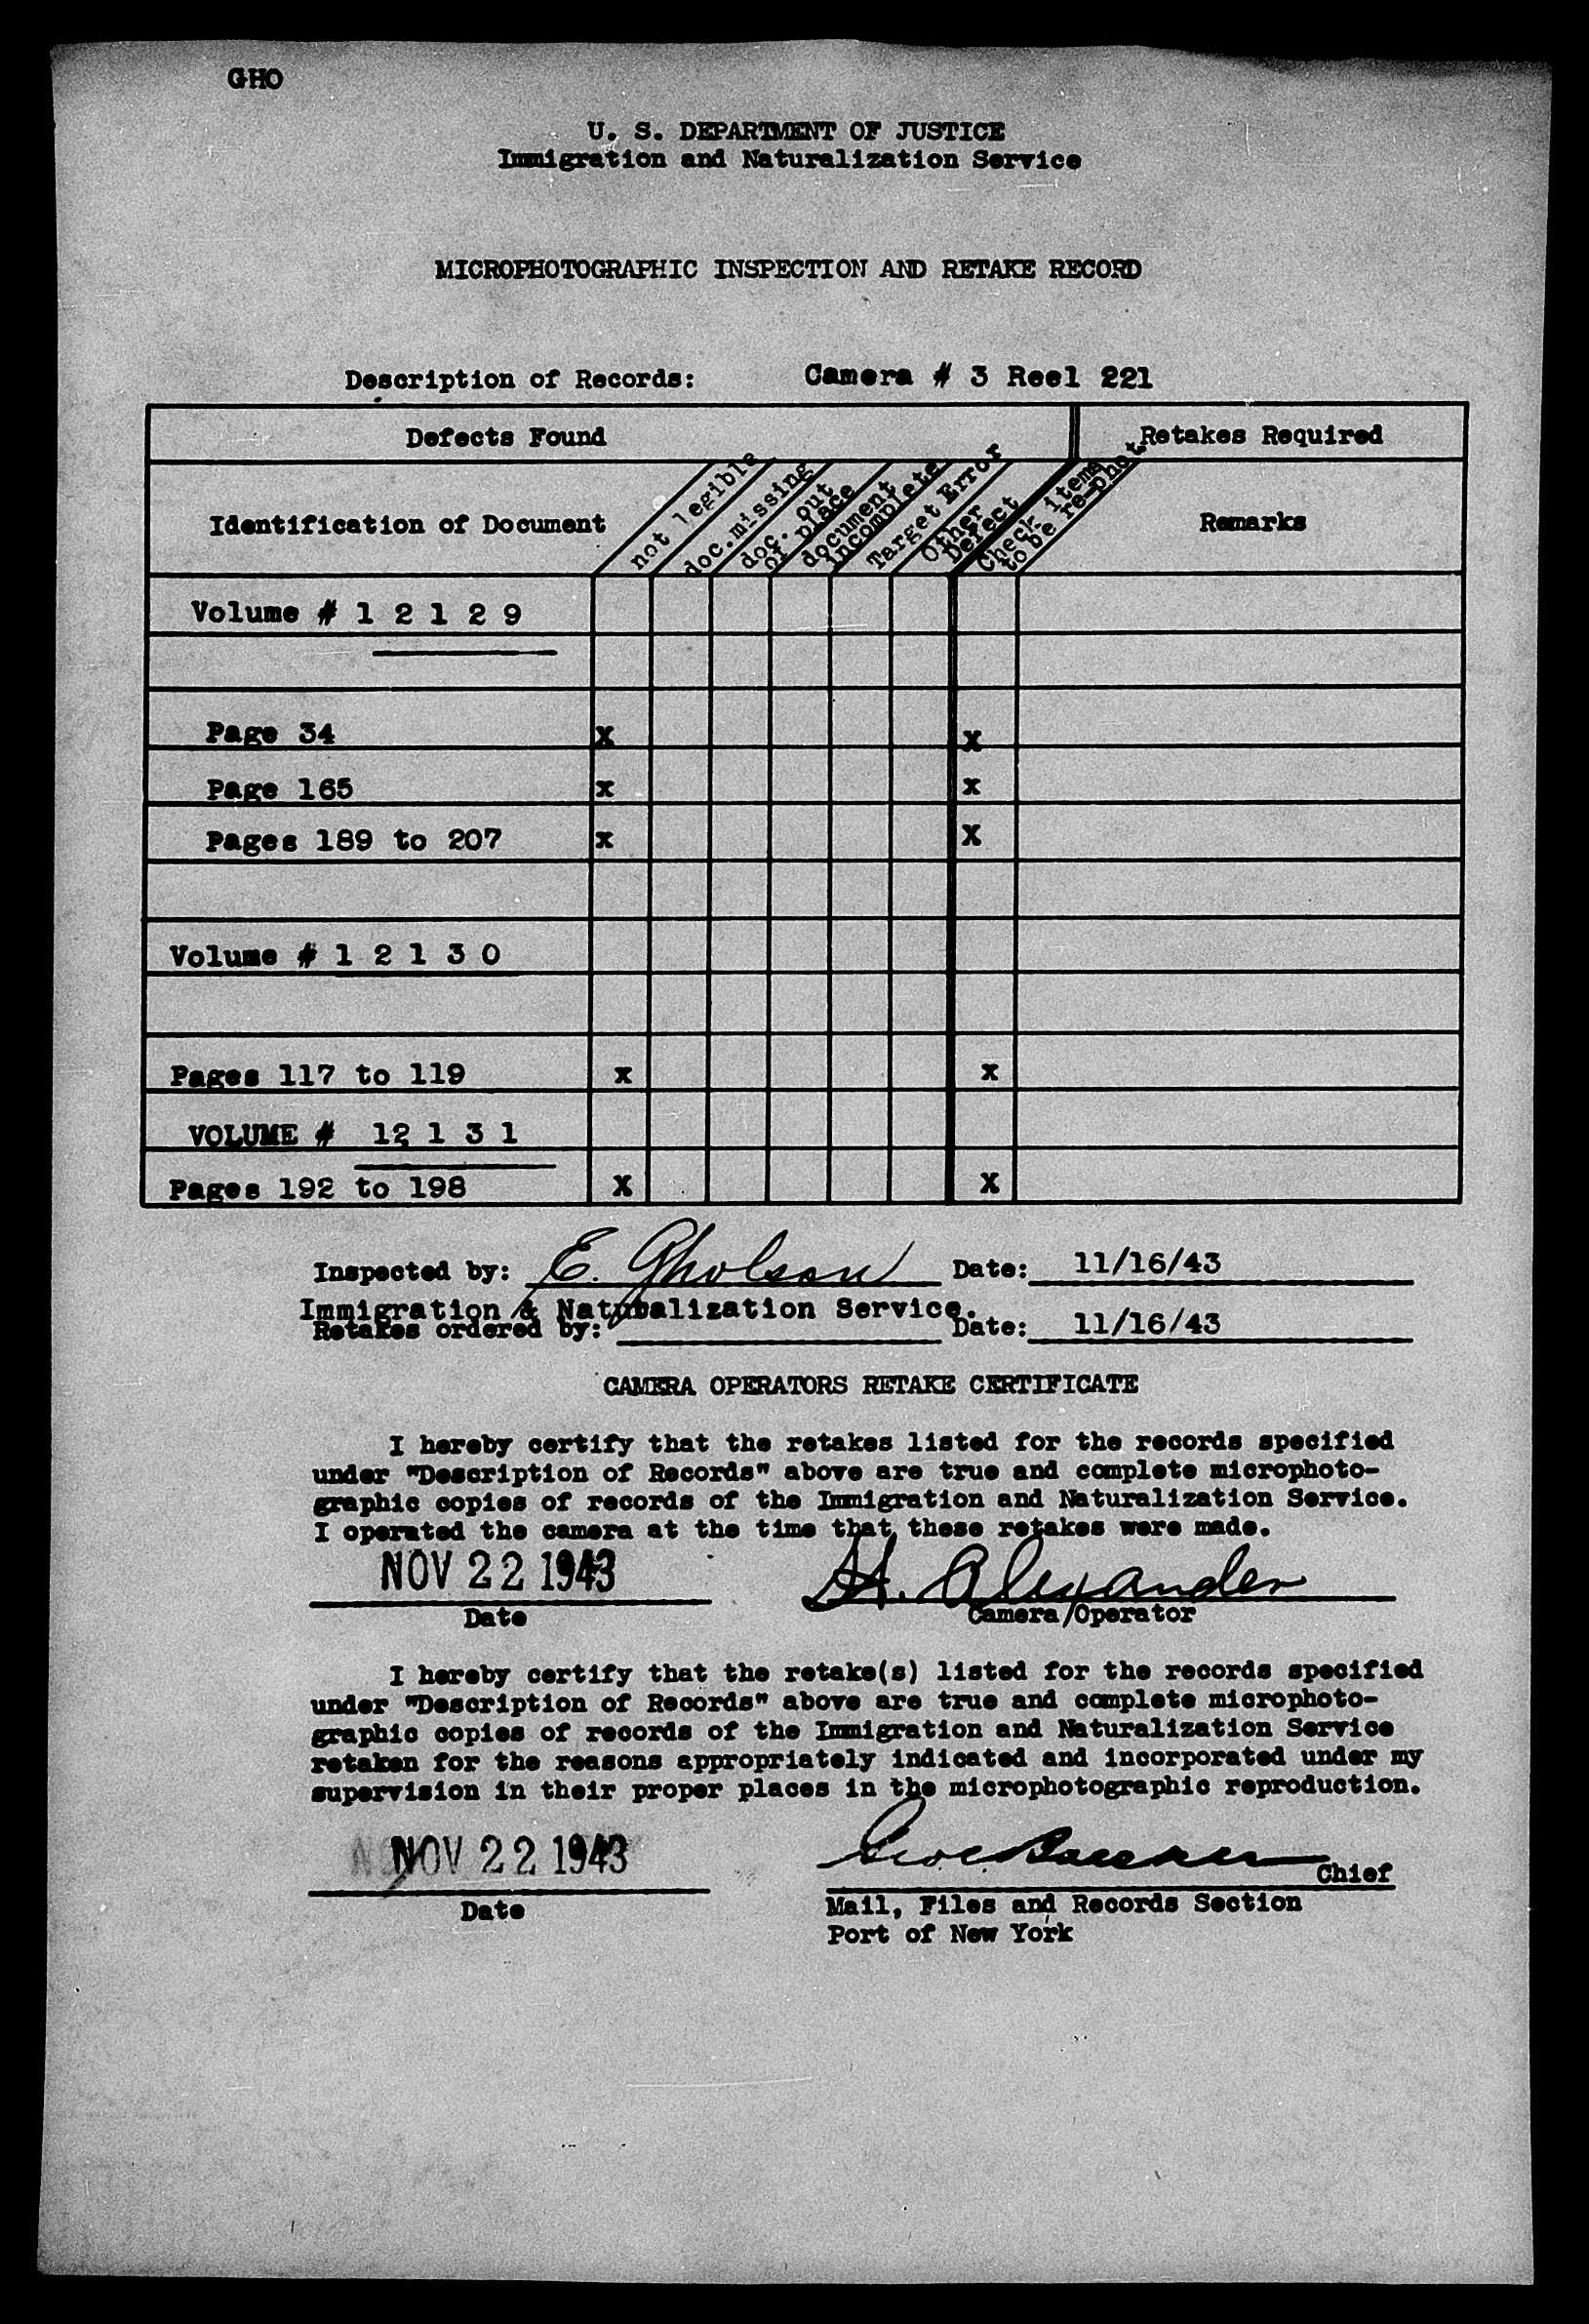 GHO
U. S. DEPARTMENT OF JUSTICE
Immigration and Naturalization Service
MICROPHOTOGRAPHIC INSPECTION AND RETAKE RECORD
Description of Records: Camera # 3 Reel 221
Defects Found Retakes Required
Identification of Document not legible doc. missing doc. out of place document incomplete Target Error Other Defect Check items to be re-phot. Remarks
Volume # 1 2 1 2 9
Page 34 x x
Page 165 x x
Pages 189 to 207 x X
Volume # 1 2 1 3 0
Pages 117 to 119 x x
VOLUME # 12 1 3 1
Pages 192 to 198 X X
Inspected by: E. Gholson Date: 11/16/43
Immigration & Naturalization Service.
Retakes ordered by: Date: 11/16/43
CAMERA OPERATORS RETAKE CERTIFICATE
I hereby certify that the retakes listed for the records specified
under "Description of Records" above are true and complete microphoto-
graphic copies of records of the Immigration and Naturalization Service.
I operated the camera at the time that these retakes were made.
NOV 22 1943 H. Alexander
Date Camera Operator
I hereby certify that the retake(s) listed for the records specified
under "Description of Records" above are true and complete microphoto-
graphic copies of records of the Immigration and Naturalization Service
retaken for the reasons appropriately indicated and incorporated under my
supervision in their proper places in the microphotographic reproduction.
NOV 22 1943 Chief
Date Mail, Files and Records Section
Port of New York